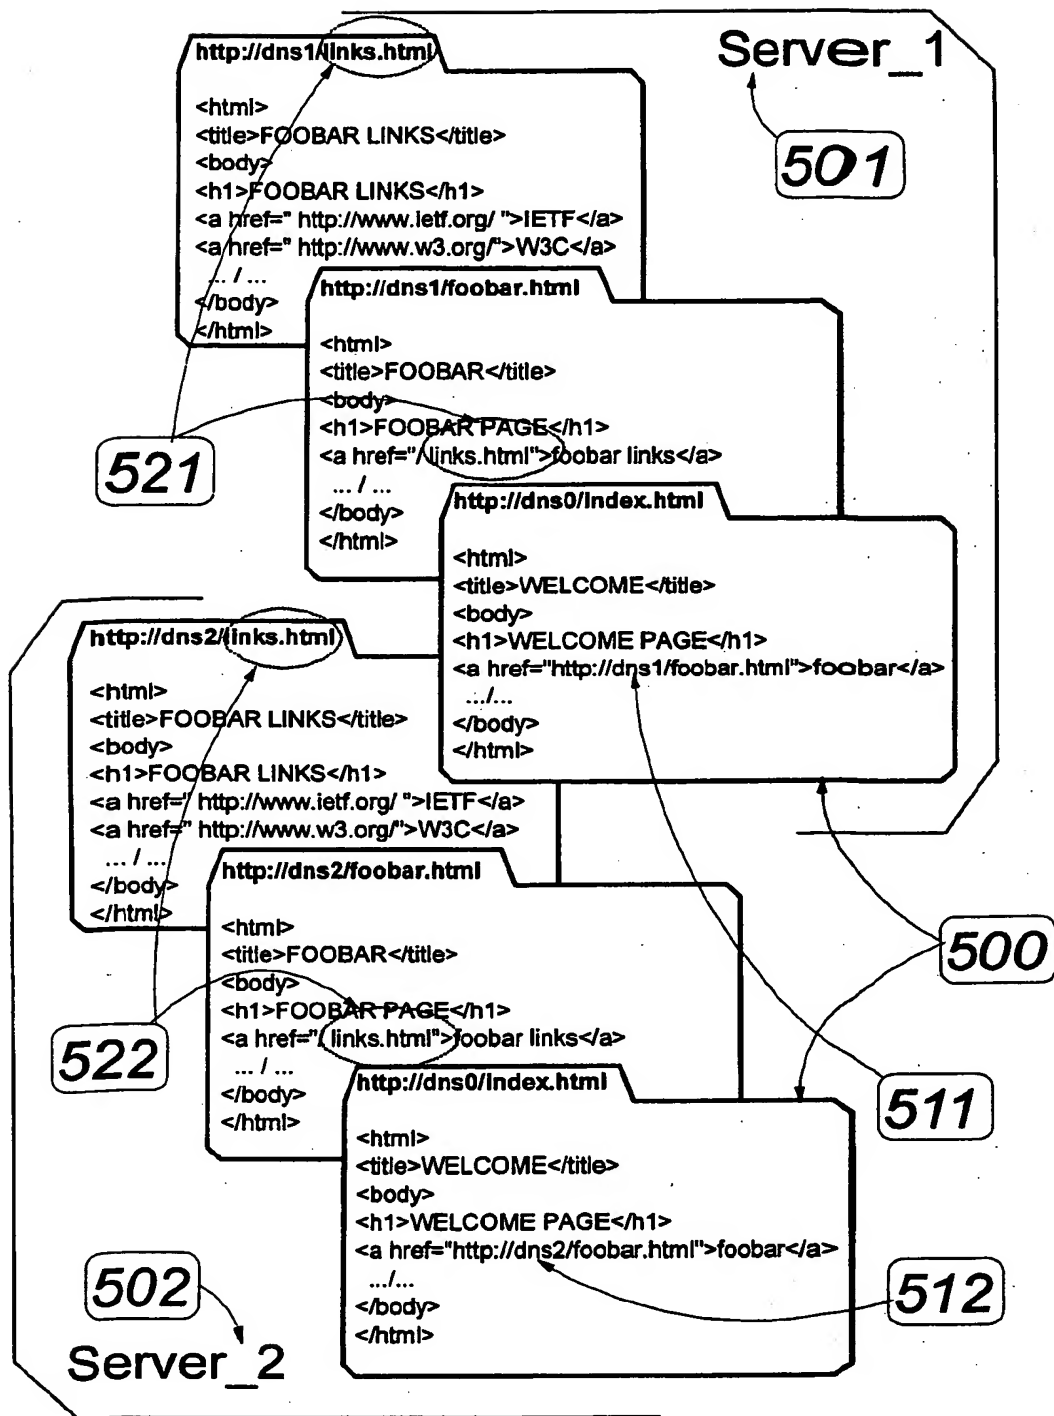 http://dns1/links.html
Server_1
501
<html>
<title>FOOBAR LINKS</title>
<body>
<h1>FOOBAR LINKS</h1>
<a href=" http://www.ietf.org/ ">IETF</a>
<a href=" http://www.w3.org/">W3C</a>
... / ...
</body>
</html>
http://dns1/foobar.html
<html>
<title>FOOBAR</title>
<body>
<h1>FOOBAR PAGE</h1>
<a href="/ links.html">foobar links</a>
... / ...
</body>
</html>
521
http://dns0/index.html
<html>
<title>WELCOME</title>
<body>
<h1>WELCOME PAGE</h1>
<a href="http://dns1/foobar.html">foobar</a>
.../...
</body>
</html>
http://dns2/links.html
<html>
<title>FOOBAR LINKS</title>
<body>
<h1>FOOBAR LINKS</h1>
<a href=" http://www.ietf.org/ ">IETF</a>
<a href=" http://www.w3.org/">W3C</a>
... / ...
</body>
</html>
http://dns2/foobar.html
<html>
<title>FOOBAR</title>
<body>
<h1>FOOBAR PAGE</h1>
<a href="/ links.html">foobar links</a>
... / ...
</body>
</html>
500
522
511
http://dns0/index.html
<html>
<title>WELCOME</title>
<body>
<h1>WELCOME PAGE</h1>
<a href="http://dns2/foobar.html">foobar</a>
.../...
</body>
</html>
502
512
Server_2